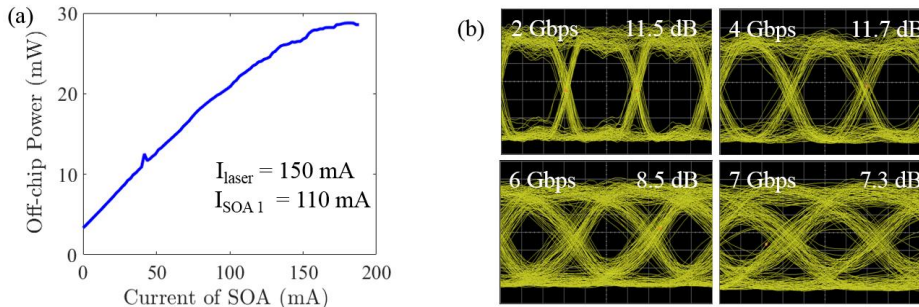 (a)
30
20
10
0
Off-chip Power (mW)
I_laser = 150 mA
I_SOA 1 = 110 mA
0 50 100 150 200
Current of SOA (mA)
(b)
2 Gbps 11.5 dB
4 Gbps 11.7 dB
6 Gbps 8.5 dB
7 Gbps 7.3 dB